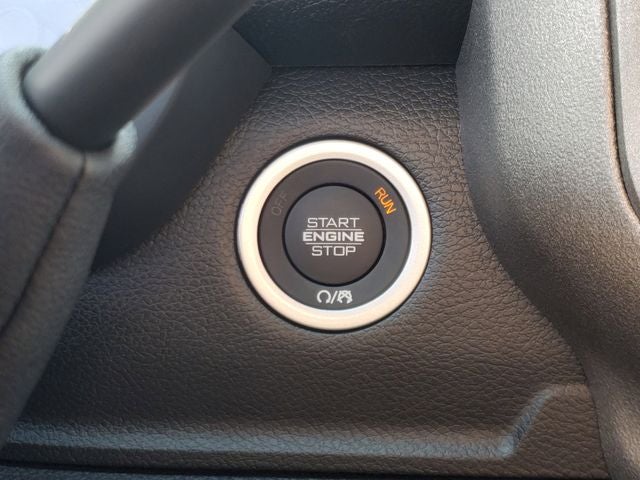 OFF
RUN
START
ENGINE
STOP
/